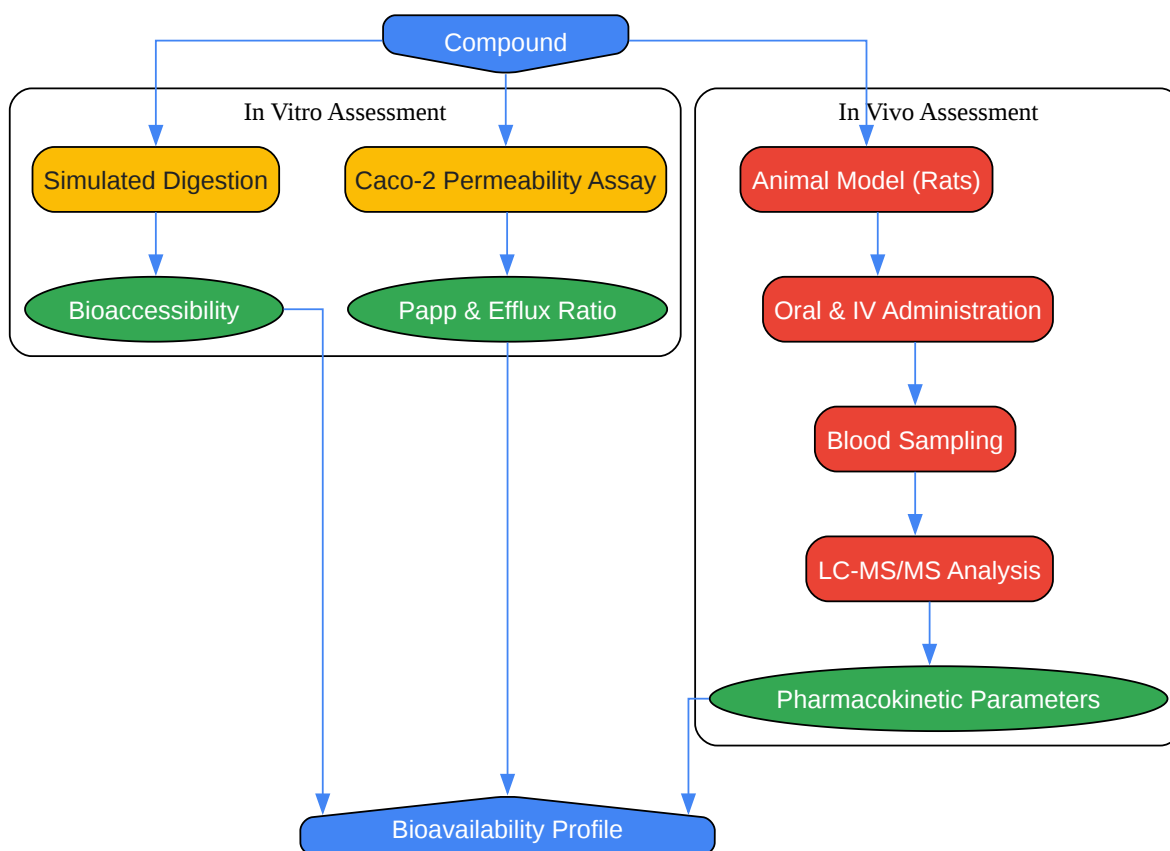 Compound
In Vitro Assessment
In Vivo Assessment
Simulated Digestion
Caco-2 Permeability Assay
Animal Model (Rats)
Bioaccessibility
Papp & Efflux Ratio
Oral & IV Administration
Blood Sampling
LC-MS/MS Analysis
Pharmacokinetic Parameters
Bioavailability Profile